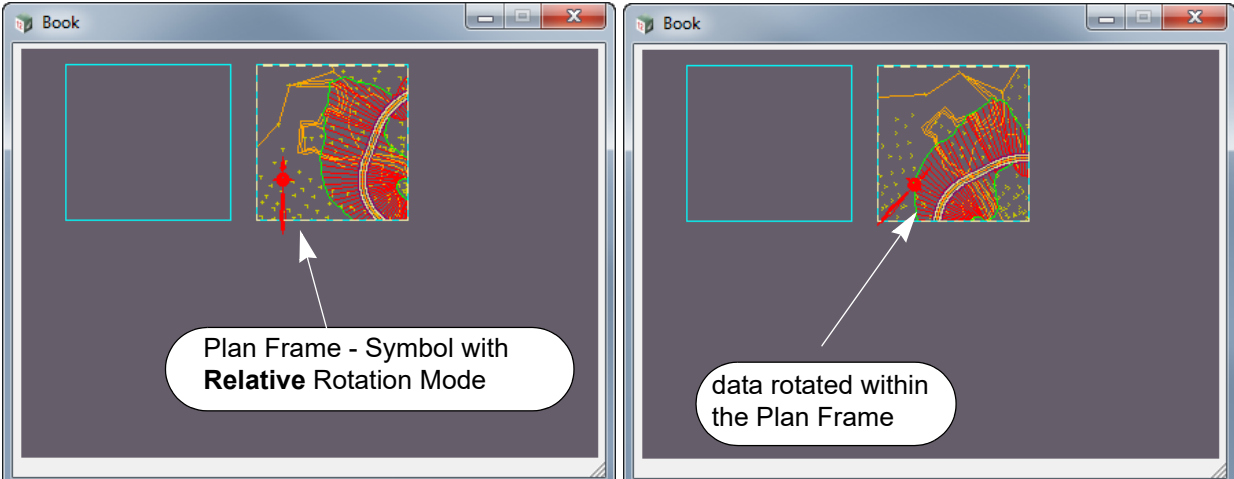 Book
Plan Frame - Symbol with
Relative Rotation Mode
Book
data rotated within
the Plan Frame